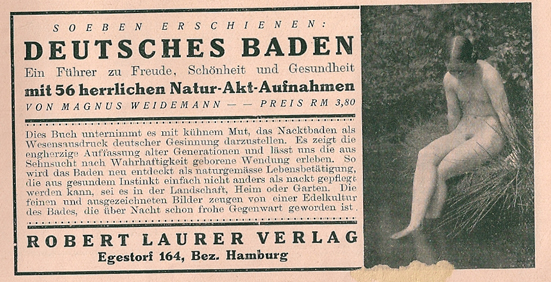 SOEBEN ERSCHIENEN:
DEUTSCHES BADEN
Ein Führer zu Freude, Schönheit und Gesundheit
mit 56 herrlichen Natur-Akt-Aufnahmen
VON MAGNUS WEIDEMANN — — PREIS RM 3,80
Dies Buch unternimmt es mit kühnem Mut, das Nacktbaden als
Wesensausdruck deutscher Gesinnung darzustellen. Es zeigt die
engherzige Auffassung alter Generationen und lässt uns die aus
Sehnsucht nach Wahrhaftigkeit geborene Wendung erleben. So
wird das Baden neu entdeckt als naturgemässe Lebensbetätigung,
die aus gesundem Instinkt einfach nicht anders als nackt gepflegt
werden kann, sei es in der Landschaft, Heim oder Garten. Die
feinen und ausgezeichneten Bilder zeugen von einer Edelkultur
des Bades, die über Nacht schon frohe Gegenwart geworden ist.
ROBERT LAURER VERLAG
Egestorf 164, Bez. Hamburg